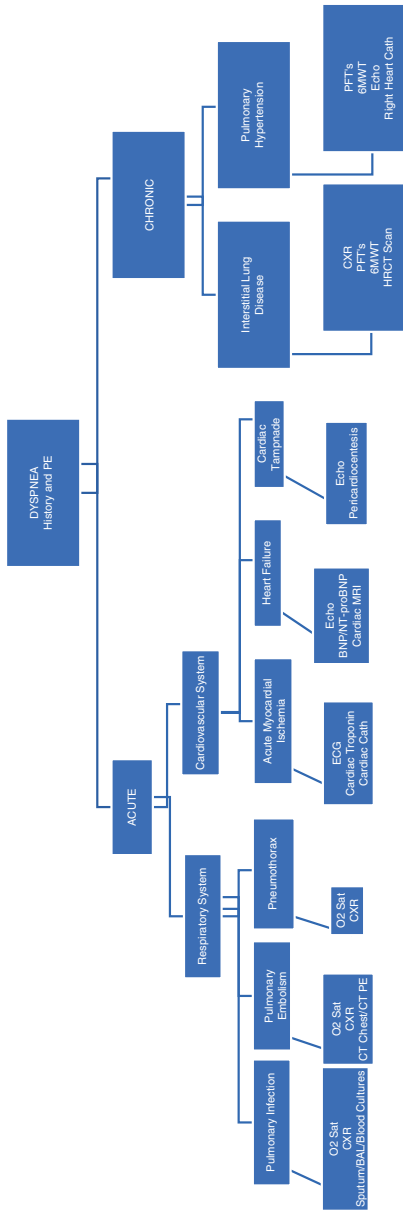 DYSPNEA
History and PE
ACUTE
CHRONIC
Respiratory System
Cardiovascular System
Pulmonary Infection
Pulmonary
Embolism
Pneumothorax
Acute Myocardial
Ischemia
Heart Failure
Cardiac
Tampnade
Interstitial Lung
Disease
Pulmonary
Hypertension
O2 Sat
CXR
Sputum/BAL/Blood Cultures
O2 Sat
CXR
CT Chest/CT PE
O2 Sat
CXR
ECG
Cardiac Troponin
Cardiac Cath
Echo
BNP/NT-proBNP
Cardiac MRI
Echo
Pericardiocentesis
CXR
PFT's
6MWT
HRCT Scan
PFT's
6MWT
Echo
Right Heart Cath